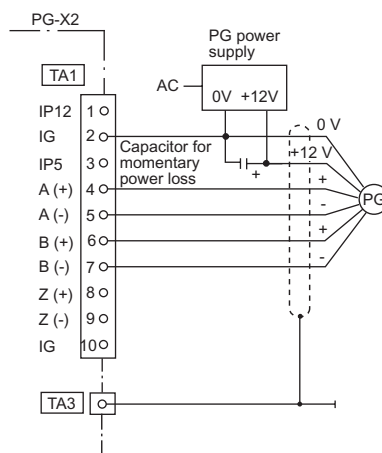 PG-X2
PG power
supply
TA1
AC
0V +12V
IP12 1
IG 2
0 V
Capacitor for
momentary
power loss
IP5 3
+12 V
+
A (+) 4
+
A (-) 5
-
PG
B (+) 6
+
B (-) 7
-
Z (+) 8
Z (-) 9
IG 10
TA3